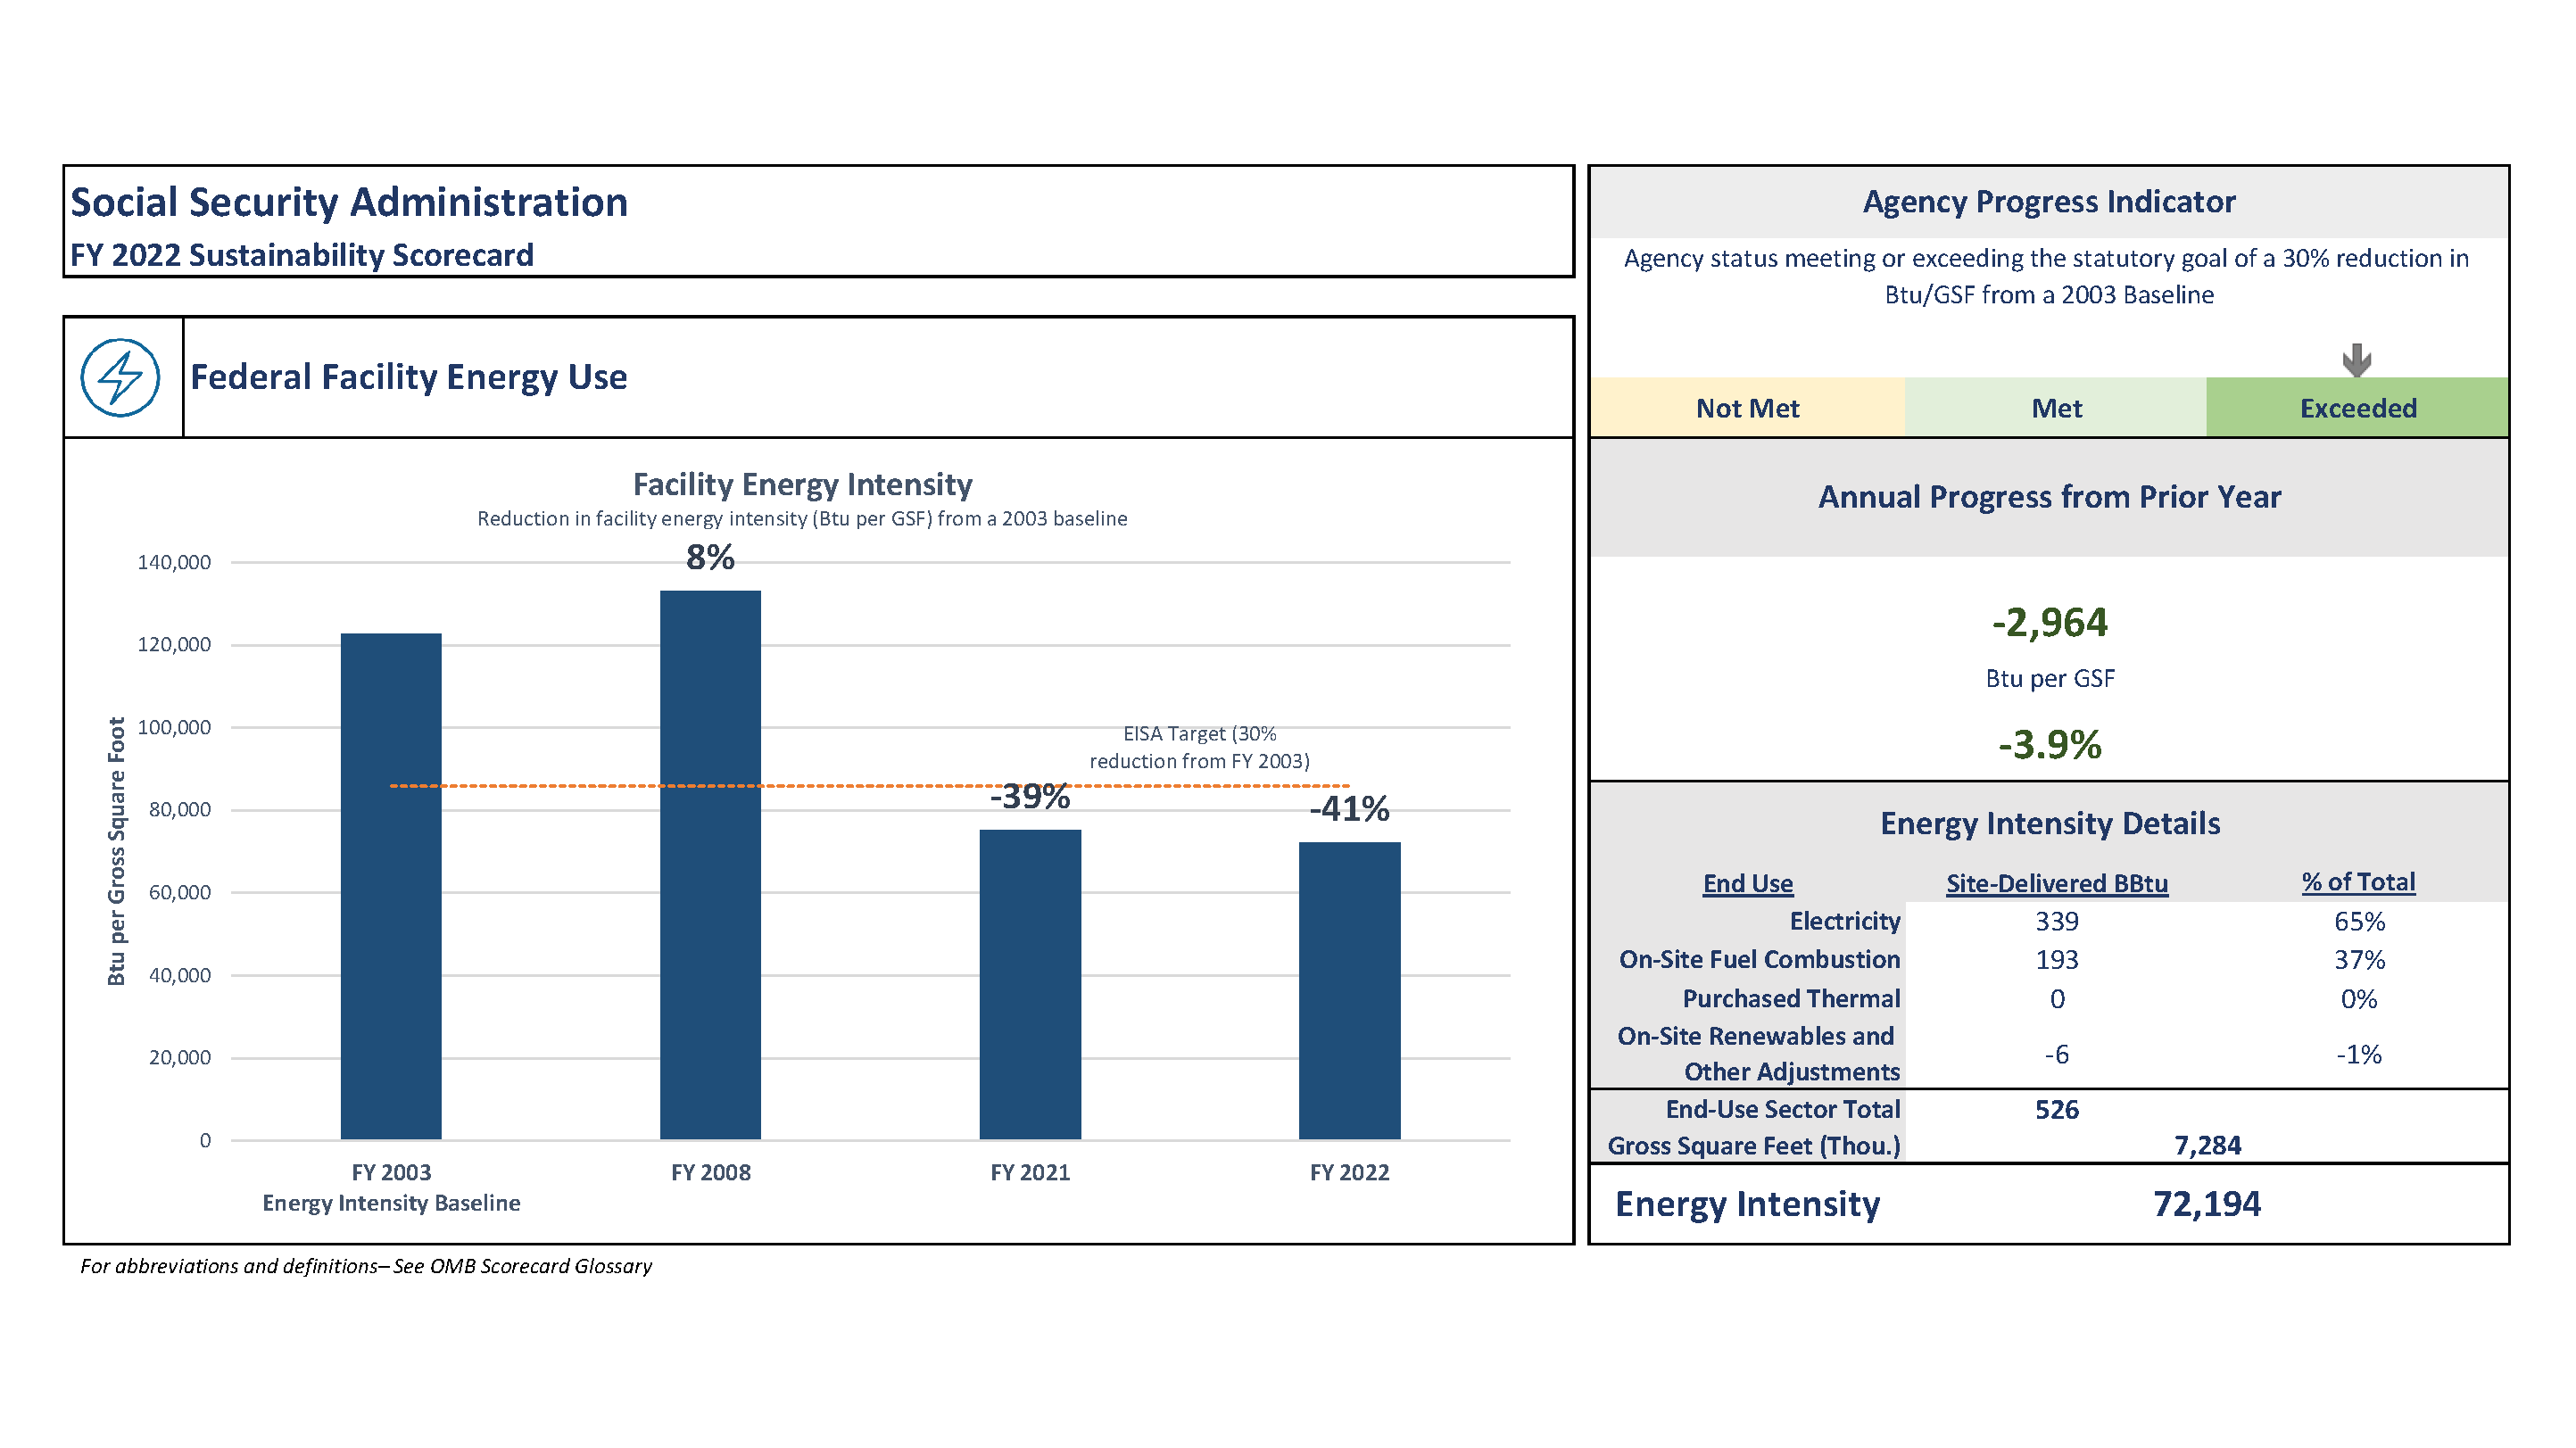 Social Security Administration
FY 2022 Sustainability Scorecard
Federal Facility Energy Use
Facility Energy Intensity
Reduction in facility energy intensity (Btu per GSF) from a 2003 baseline
Btu per Gross Square Foot
140,000
120,000
100,000
80,000
60,000
40,000
20,000
0
8%
-39%
-41%
EISA Target (30%
reduction from FY 2003)
FY 2003
Energy Intensity Baseline
FY 2008
FY 2021
FY 2022
For abbreviations and definitions– See OMB Scorecard Glossary
Agency Progress Indicator
Agency status meeting or exceeding the statutory goal of a 30% reduction in
Btu/GSF from a 2003 Baseline
Not Met Met Exceeded
Annual Progress from Prior Year
-2,964
Btu per GSF
-3.9%
Energy Intensity Details
End Use Site-Delivered BBtu % of Total
Electricity 339 65%
On-Site Fuel Combustion 193 37%
Purchased Thermal 0 0%
On-Site Renewables and
Other Adjustments -6 -1%
End-Use Sector Total 526
Gross Square Feet (Thou.) 7,284
Energy Intensity 72,194